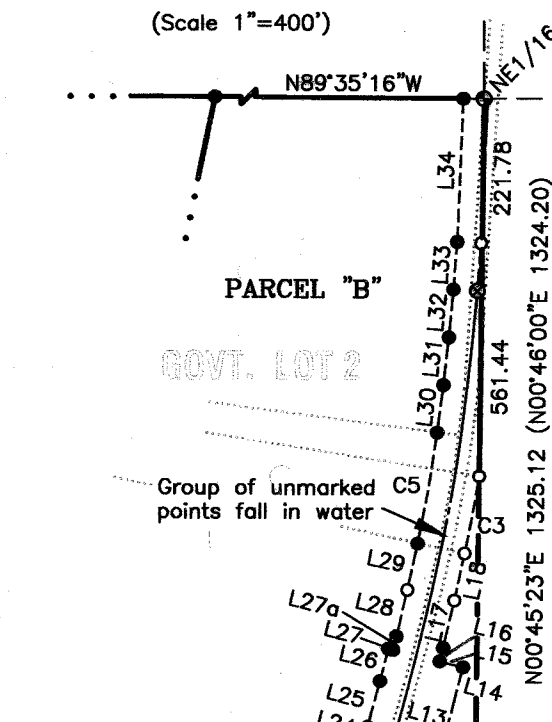 (Scale 1"=400')
NE1/16
N89°35'16"W
L34
221.78
N00°45'23"E 1325.12 (N00°46'00"E 1324.20)
L33
PARCEL "B"
L32
L31
GOVT. LOT 2
561.44
L30
Group of unmarked
points fall in water
C5
C3
L29
L18
L28
L27a
L27
L17
L16
L26
L15
L25
L14
L13